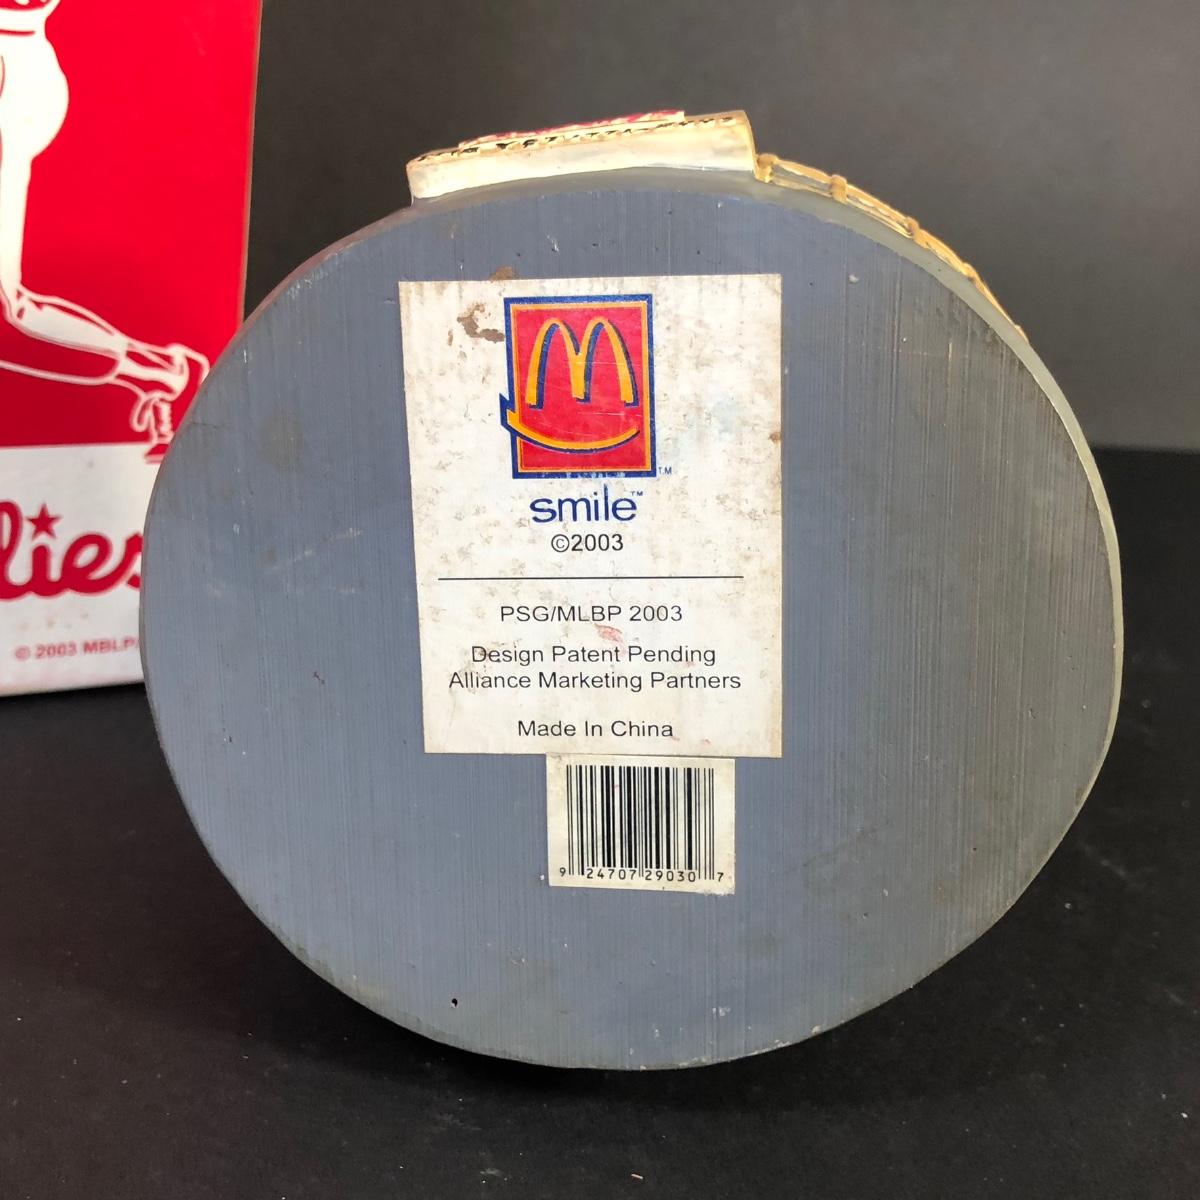 M
TM
smile™
©2003
PSG/MLBP 2003
Design Patent Pending
Alliance Marketing Partners
Made In China
9 24707 29030 7
lies
© 2003 MBLP/